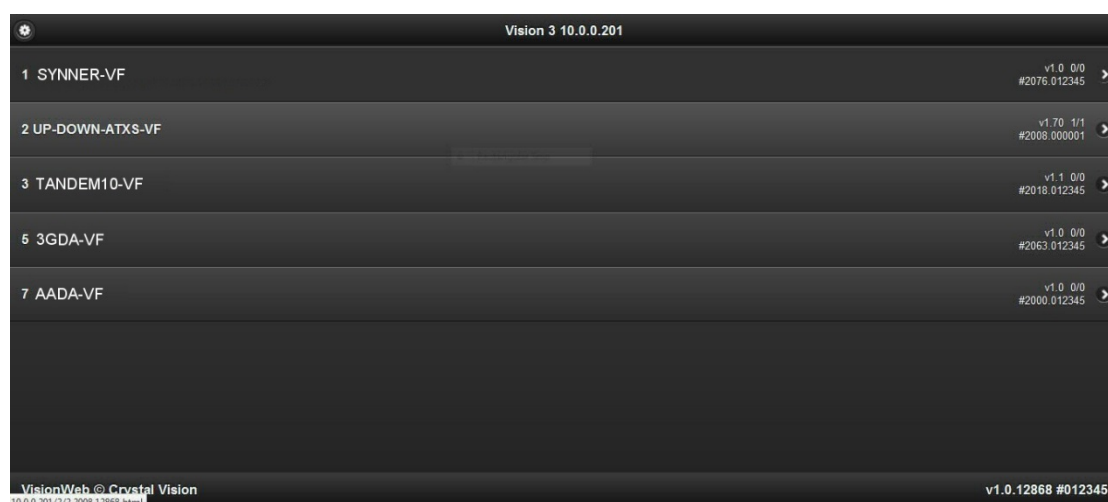 Vision 3 10.0.0.201
1 SYNNER-VF
v1.0 0/0
#2076.012345
2 UP-DOWN-ATXS-VF
v1.70 1/1
#2008.000001
3 TANDEM10-VF
v1.1 0/0
#2018.012345
5 3GDA-VF
v1.0 0/0
#2063.012345
7 AADA-VF
v1.0 0/0
#2000.012345
VisionWeb © Crystal Vision
v1.0.12868 #012345